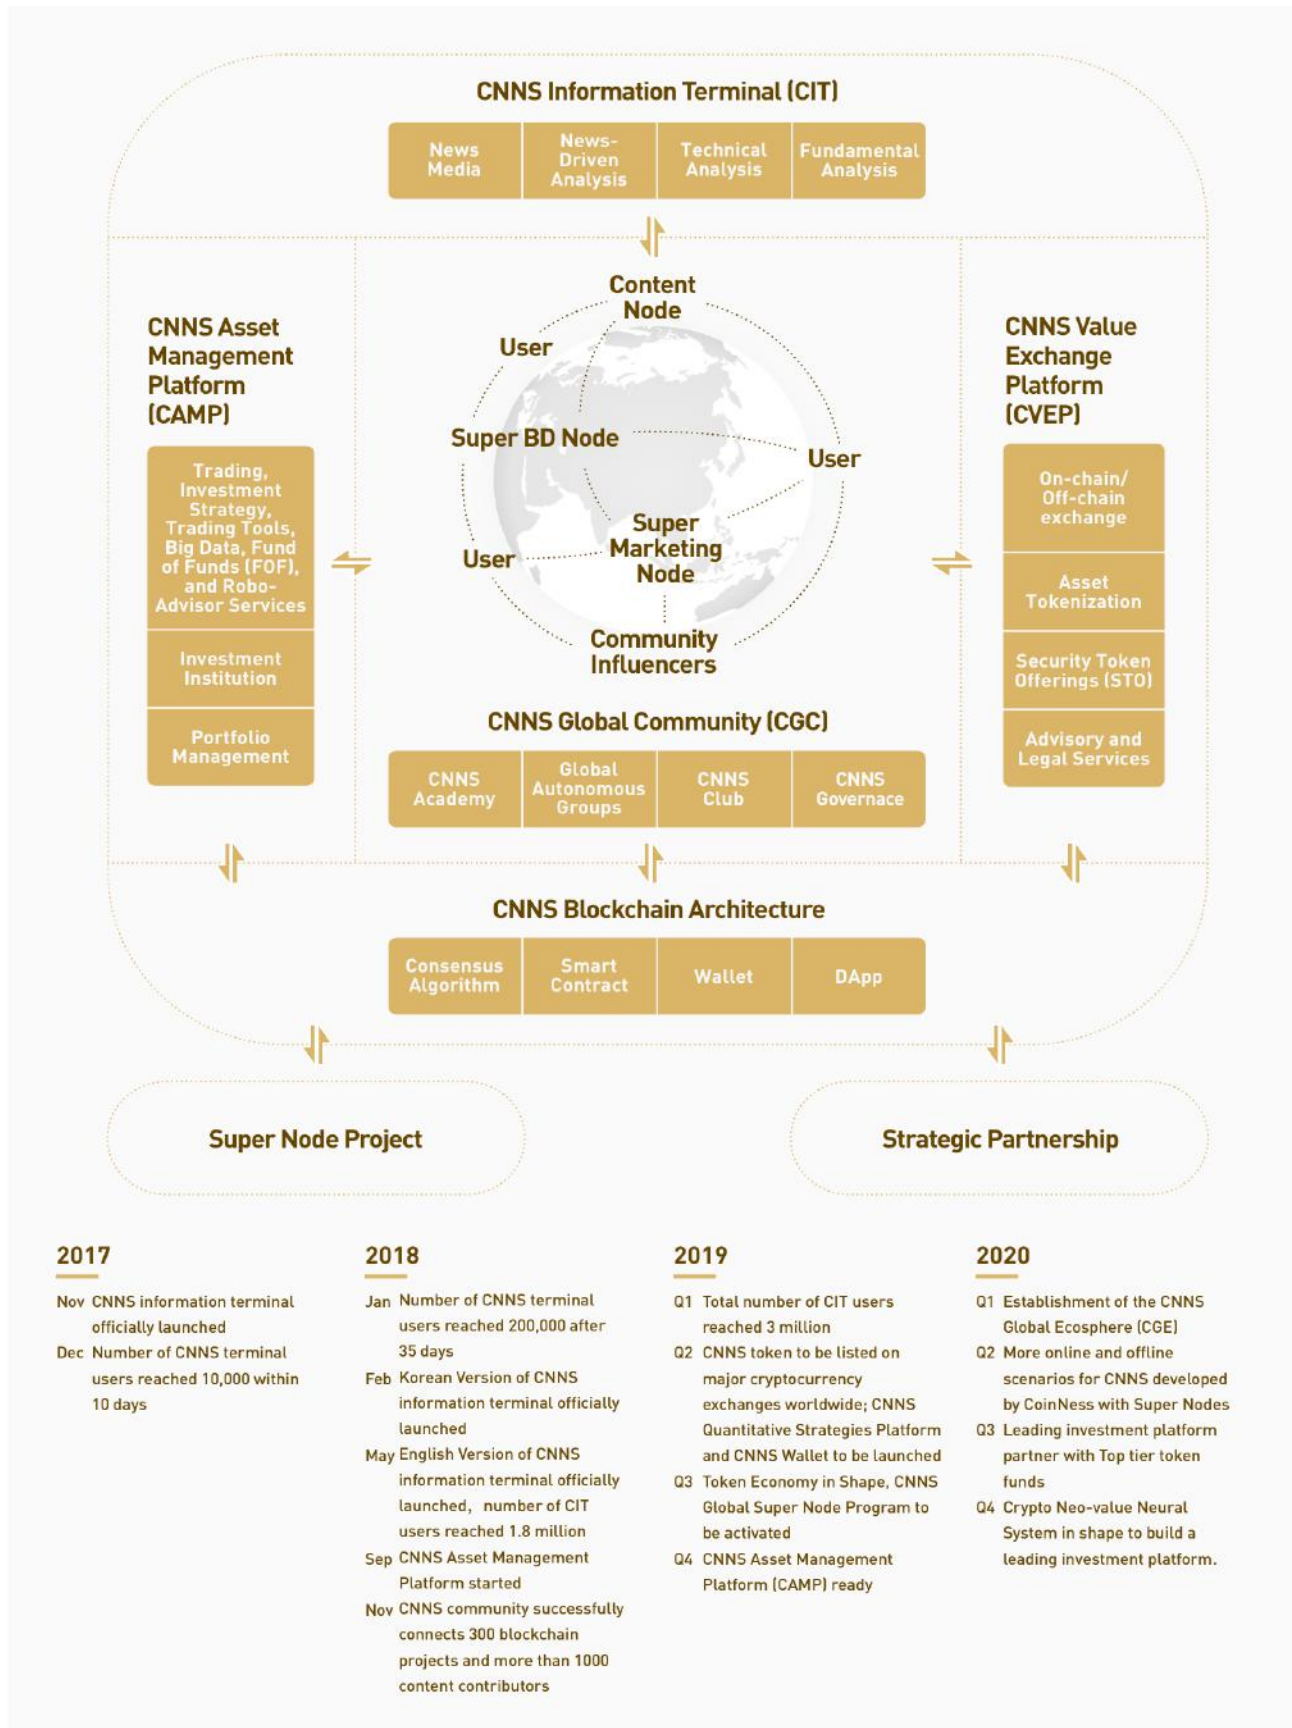 CNNS Information Terminal (CIT)
News
Media
News-
Driven
Analysis
Technical
Analysis
Fundamental
Analysis
CNNS Asset
Management
Platform
(CAMP)
Trading,
Investment
Strategy,
Trading Tools,
Big Data, Fund
of Funds (FOF),
and Robo-
Advisor Services
Investment
Institution
Portfolio
Management
Content
Node
User
Super BD Node
User
Super
Marketing
Node
User
Community
Influencers
CNNS Global Community (CGC)
CNNS
Academy
Global
Autonomous
Groups
CNNS
Club
CNNS
Governace
CNNS Value
Exchange
Platform
(CVEP)
On-chain/
Off-chain
exchange
Asset
Tokenization
Security Token
Offerings (STO)
Advisory and
Legal Services
CNNS Blockchain Architecture
Consensus
Algorithm
Smart
Contract
Wallet
DApp
Super Node Project
Strategic Partnership
2017
Nov CNNS information terminal
officially launched
Dec Number of CNNS terminal
users reached 10,000 within
10 days
2018
Jan Number of CNNS terminal
users reached 200,000 after
35 days
Feb Korean Version of CNNS
information terminal officially
launched
May English Version of CNNS
information terminal officially
launched, number of CIT
users reached 1.8 million
Sep CNNS Asset Management
Platform started
Nov CNNS community successfully
connects 300 blockchain
projects and more than 1000
content contributors
2019
Q1 Total number of CIT users
reached 3 million
Q2 CNNS token to be listed on
major cryptocurrency
exchanges worldwide; CNNS
Quantitative Strategies Platform
and CNNS Wallet to be launched
Q3 Token Economy in Shape, CNNS
Global Super Node Program to
be activated
Q4 CNNS Asset Management
Platform (CAMP) ready
2020
Q1 Establishment of the CNNS
Global Ecosphere (CGE)
Q2 More online and offline
scenarios for CNNS developed
by CoinNess with Super Nodes
Q3 Leading investment platform
partner with Top tier token
funds
Q4 Crypto Neo-value Neural
System in shape to build a
leading investment platform.